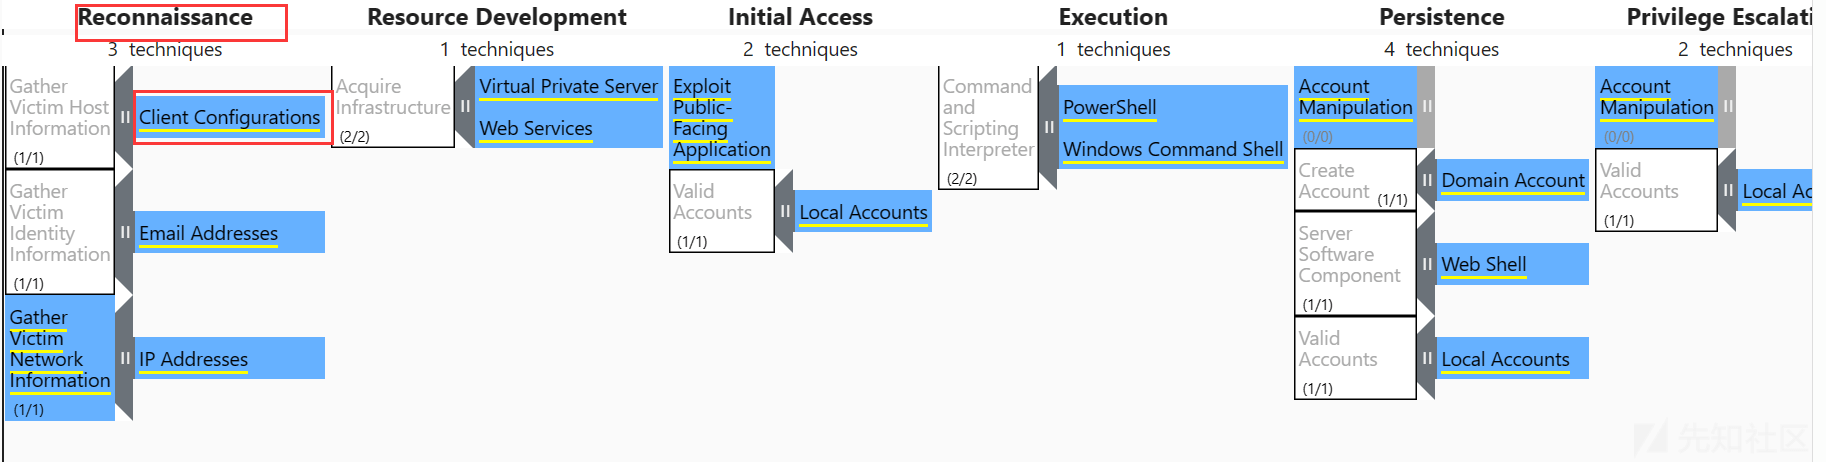 Reconnaissance
3 techniques
Gather
Victim Host
Information
(1/1)
Client Configurations
Gather
Victim
Identity
Information
(1/1)
Email Addresses
Gather
Victim
Network
Information
(1/1)
IP Addresses
Resource Development
1 techniques
Acquire
Infrastructure
(2/2)
Virtual Private Server
Web Services
Initial Access
2 techniques
Exploit
Public-
Facing
Application
Valid
Accounts
(1/1)
Local Accounts
Execution
1 techniques
Command
and
Scripting
Interpreter
(2/2)
PowerShell
Windows Command Shell
Persistence
4 techniques
Account
Manipulation
(0/0)
Create
Account (1/1)
Domain Account
Server
Software
Component
(1/1)
Web Shell
Valid
Accounts
(1/1)
Local Accounts
Privilege Escalati
2 techniques
Account
Manipulation
(0/0)
Valid
Accounts
(1/1)
Local Ac
先知社区